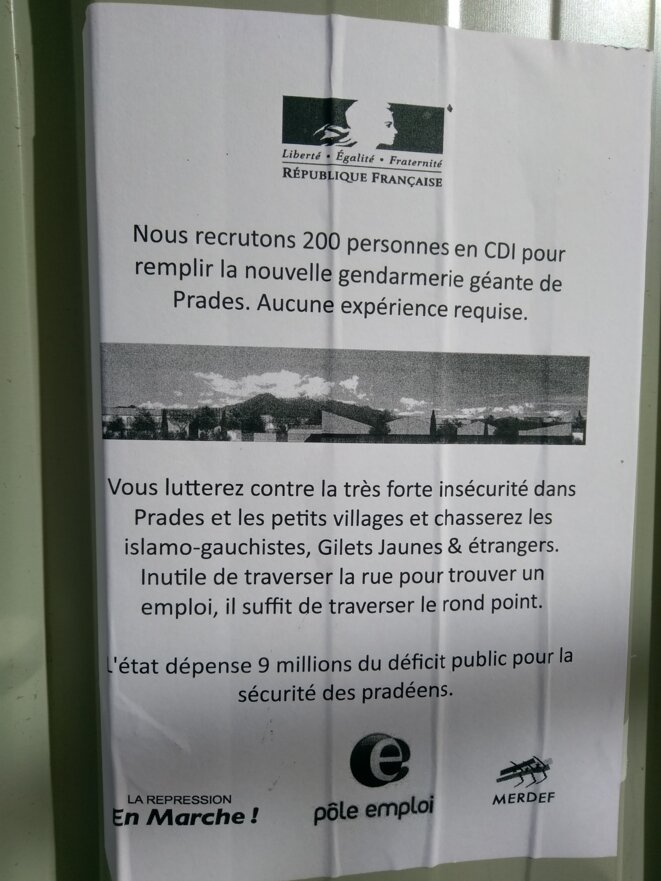 Liberté • Égalité • Fraternité
RÉPUBLIQUE FRANÇAISE
Nous recrutons 200 personnes en CDI pour
remplir la nouvelle gendarmerie géante de
Prades. Aucune expérience requise.
Vous lutterez contre la très forte insécurité dans
Prades et les petits villages et chasserez les
islamo-gauchistes, Gilets Jaunes & étrangers.
Inutile de traverser la rue pour trouver un
emploi, il suffit de traverser le rond point.
L'état dépense 9 millions du déficit public pour la
sécurité des pradéens.
LA REPRESSION
En Marche !
e
pôle emploi
MERDEF